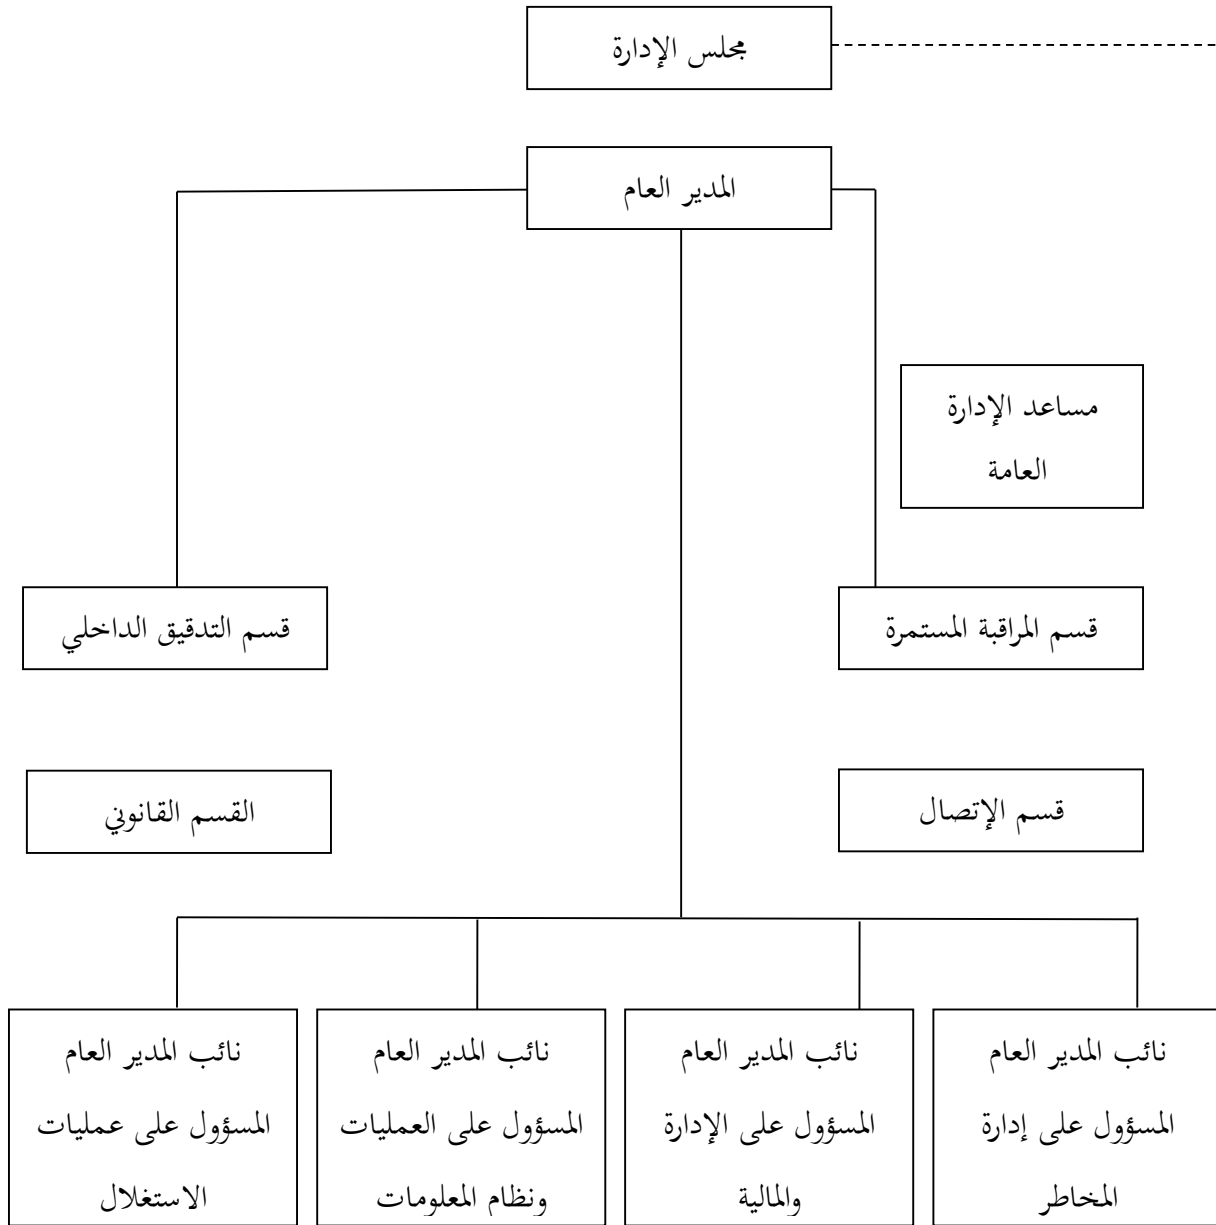 مجلس الإدارة
المدير العام
مساعد الإدارة
العامة
قسم المراقبة المستمرة
قسم التدقيق الداخلي
قسم الإتصال
القسم القانوني
نائب المدير العام
المسؤول على إدارة
المخاطر
نائب المدير العام
المسؤول على الإدارة
والمالية
نائب المدير العام
المسؤول على العمليات
ونظام المعلومات
نائب المدير العام
المسؤول على عمليات
الاستغلال